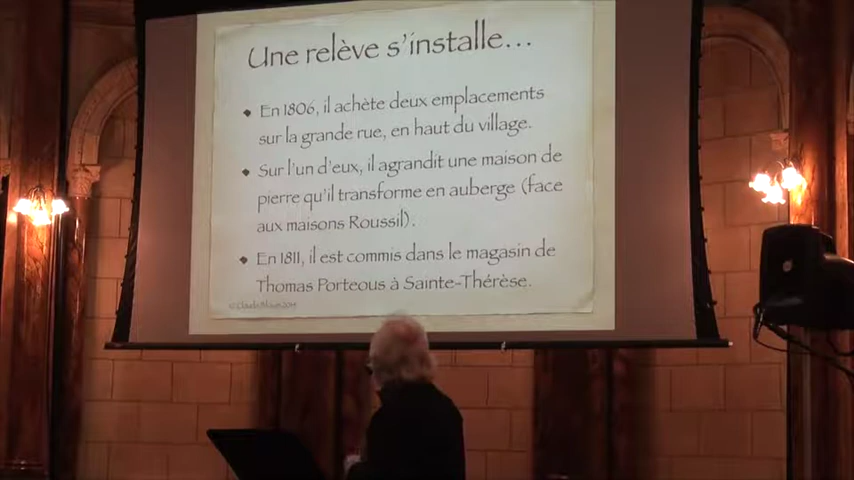 Une relève s'installe...
• En 1806, il achète deux emplacements
sur la grande rue, en haut du village.
• Sur l'un d'eux, il agrandit une maison de
pierre qu'il transforme en auberge (face
aux maisons Roussil).
• En 1811, il est commis dans le magasin de
Thomas Porteous à Sainte-Thérèse.
© Claude